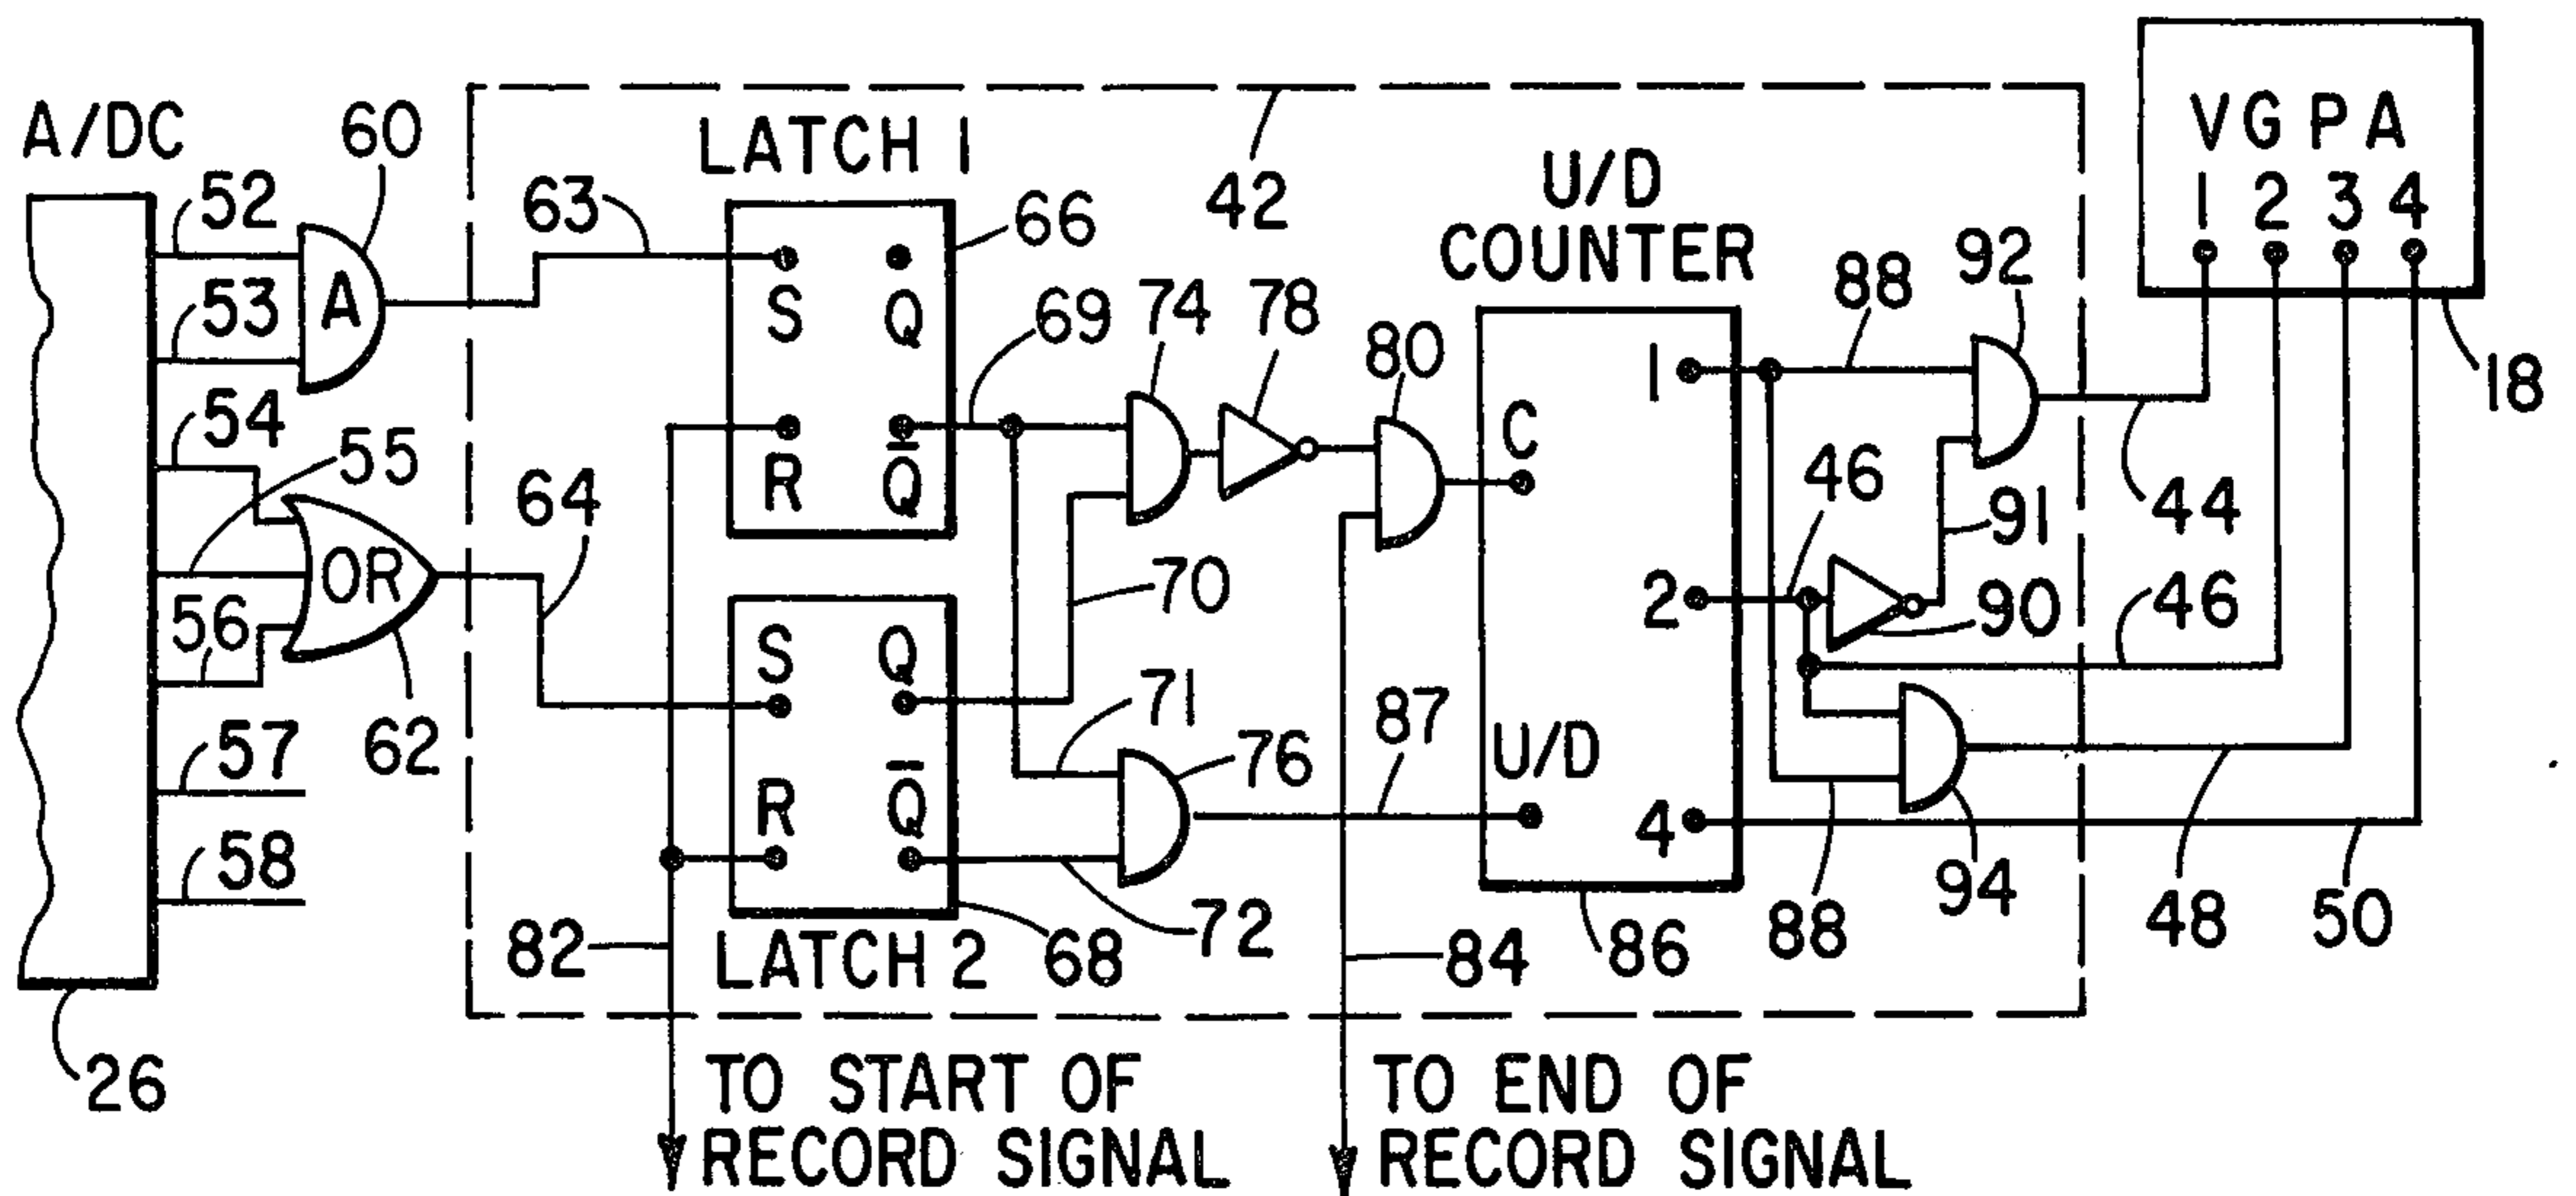 A/DC
60
52
53
54
55
56
57
58
A
OR
62
26
63
64
LATCH 1
S
Q
R
Q̅
66
69
42
74
78
80
70
71
76
72
S
Q
R
Q̅
LATCH 2
68
82
TO START OF
RECORD SIGNAL
U/D
COUNTER
C
U/D
1
2
4
87
84
86
TO END OF
RECORD SIGNAL
88
92
46
91
90
88
94
VGPA
1 2 3 4
18
44
46
48
50